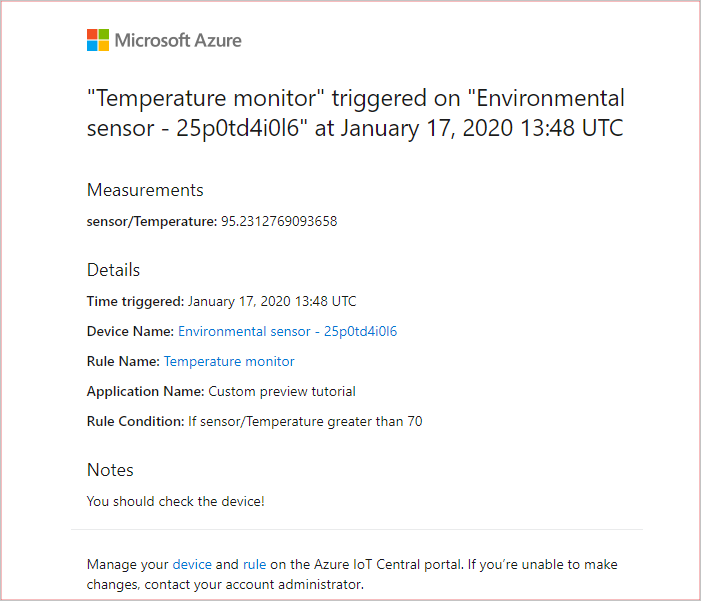 Microsoft Azure
"Temperature monitor" triggered on "Environmental
sensor - 25p0td4i0l6" at January 17, 2020 13:48 UTC
Measurements
sensor/Temperature: 95.2312769093658
Details
Time triggered: January 17, 2020 13:48 UTC
Device Name: Environmental sensor - 25p0td4i0l6
Rule Name: Temperature monitor
Application Name: Custom preview tutorial
Rule Condition: If sensor/Temperature greater than 70
Notes
You should check the device!
Manage your device and rule on the Azure IoT Central portal. If you’re unable to make
changes, contact your account administrator.